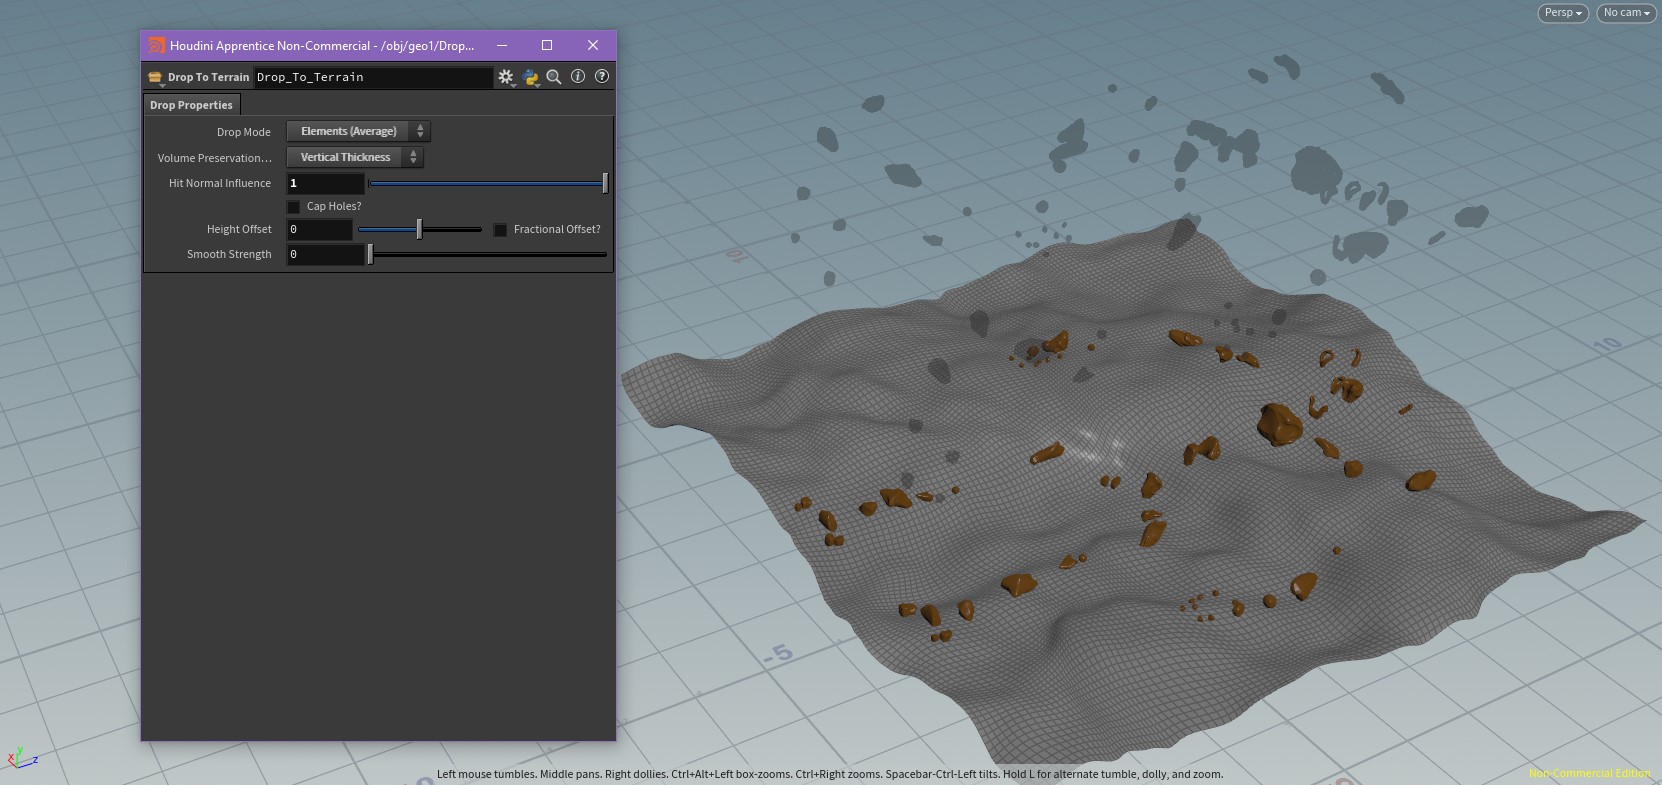 Persp
No cam
Houdini Apprentice Non-Commercial - /obj/geo1/Drop...
Drop To Terrain Drop_To_Terrain
Drop Properties
Drop Mode Elements (Average)
Volume Preservation... Vertical Thickness
Hit Normal Influence 1
Cap Holes?
Height Offset 0 Fractional Offset?
Smooth Strength 0
10
10
-5
y
x
z
Left mouse tumbles. Middle pans. Right dollies. Ctrl+Alt+Left box-zooms. Ctrl+Right zooms. Spacebar-Ctrl-Left tilts. Hold L for alternate tumble, dolly, and zoom.
Non-Commercial Edition